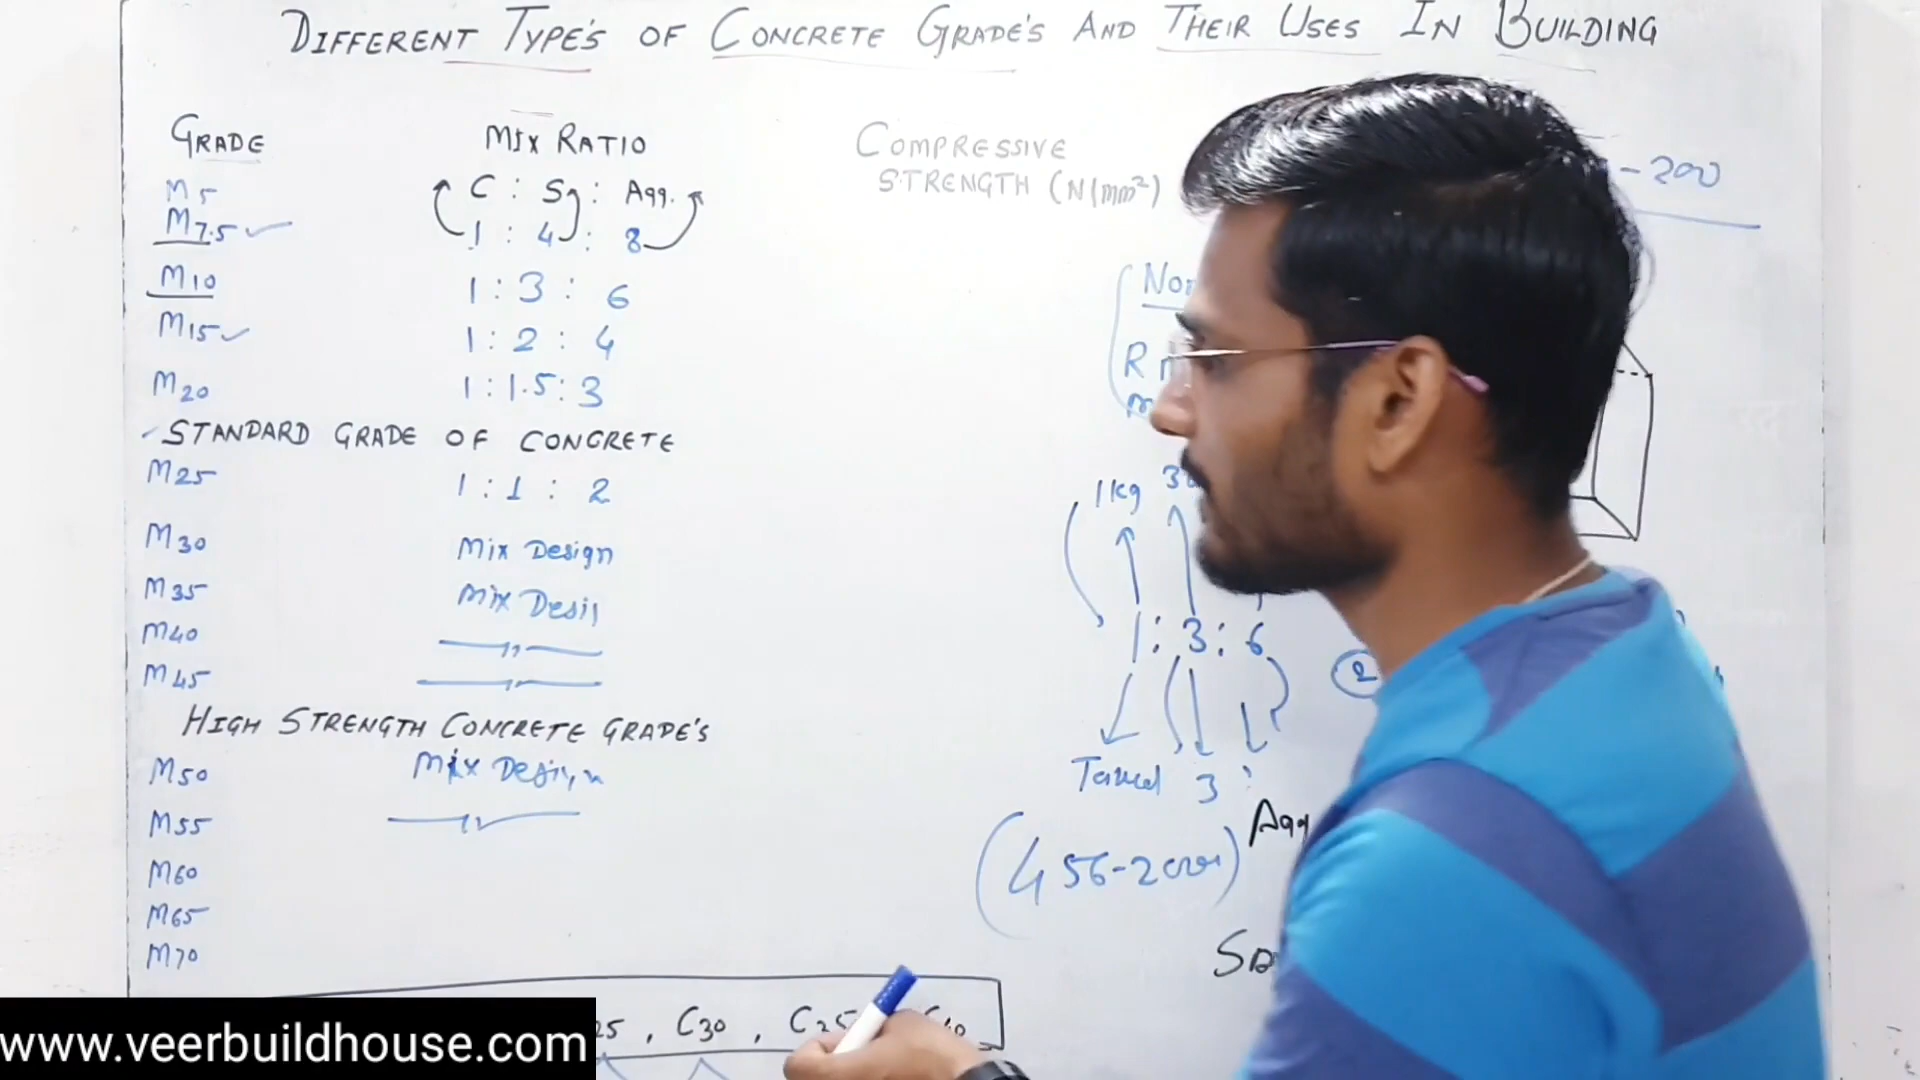 DIFFERENT TYPE'S OF CONCRETE GRADE'S AND THEIR USES IN BUILDING
GRADE MIX RATIO COMPRESSIVE STRENGTH (N/mm²)
-200
M5 C : S : Agg.
M7.5 1 : 4 : 8
M10 1 : 3 : 6
M15 1 : 2 : 4
M20 1 : 1.5 : 3
STANDARD GRADE OF CONCRETE
M25 1 : 1 : 2
M30 Mix Design
M35 Mix Desig
M40 —〃—
M45 —〃—
HIGH STRENGTH CONCRETE GRADE'S
M50 Mix Design
M55 —〃—
M60
M65
M70
1kg
1 : 3 : 6
2
3
Agg
(456-2000)
C30 ,
www.veerbuildhouse.com